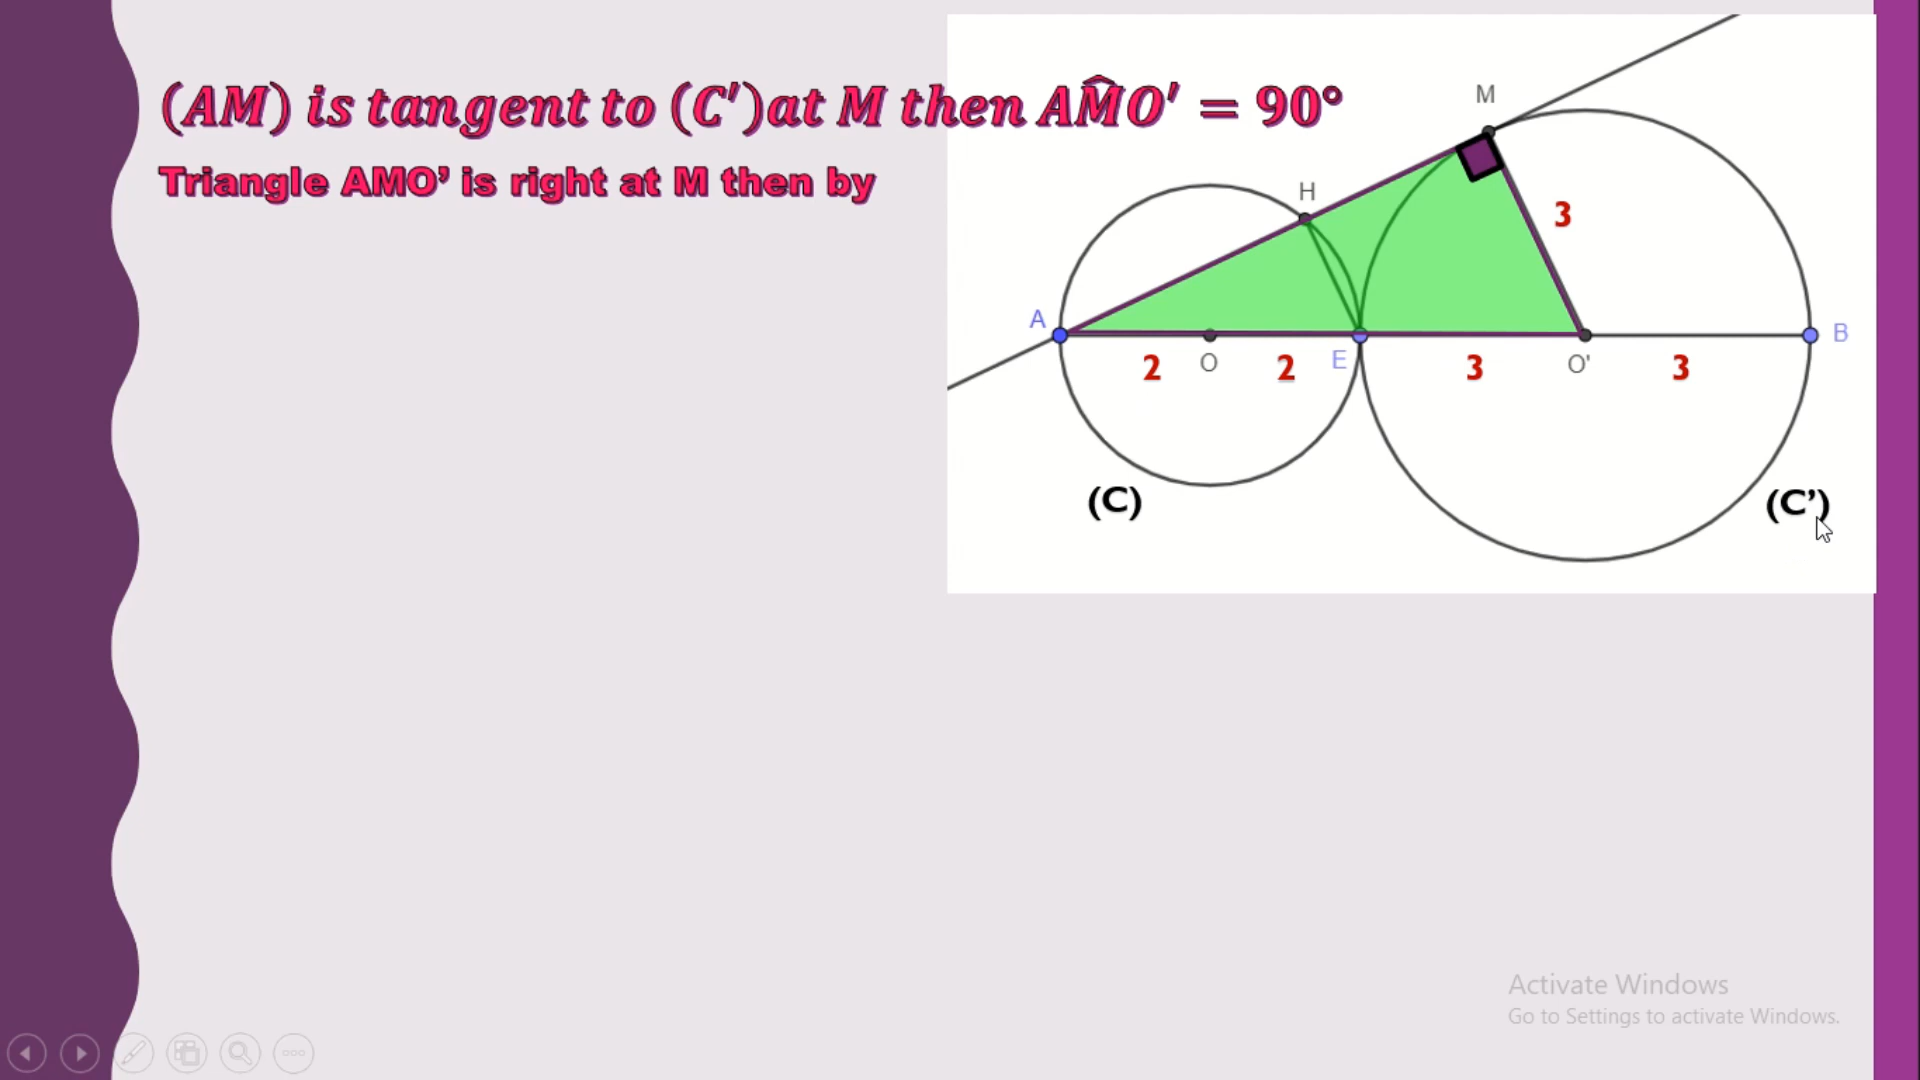 (AM) is tangent to (C')at M then AM̂O' = 90°
Triangle AMO’ is right at M then by
M
H
3
A
B
O
E
O'
2
2
3
3
(C)
(C’)
Activate Windows
Go to Settings to activate Windows.